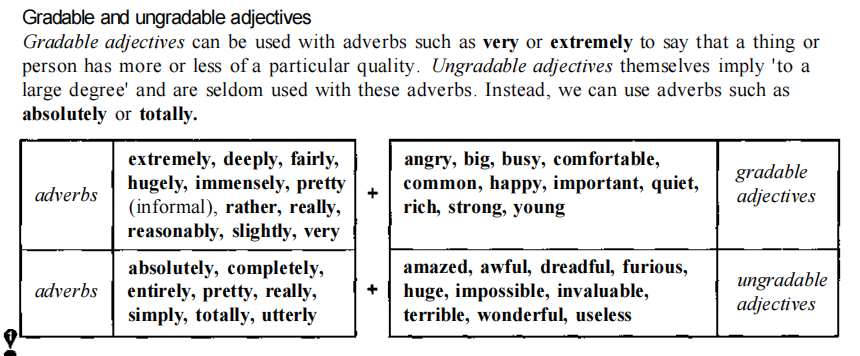 Gradable and ungradable adjectives
Gradable adjectives can be used with adverbs such as very or extremely to say that a thing or
person has more or less of a particular quality. Ungradable adjectives themselves imply 'to a
large degree' and are seldom used with these adverbs. Instead, we can use adverbs such as
absolutely or totally.
adverbs
extremely, deeply, fairly,
hugely, immensely, pretty
(informal), rather, really,
reasonably, slightly, very
+
angry, big, busy, comfortable,
common, happy, important, quiet,
rich, strong, young
gradable
adjectives
adverbs
absolutely, completely,
entirely, pretty, really,
simply, totally, utterly
+
amazed, awful, dreadful, furious,
huge, impossible, invaluable,
terrible, wonderful, useless
ungradable
adjectives